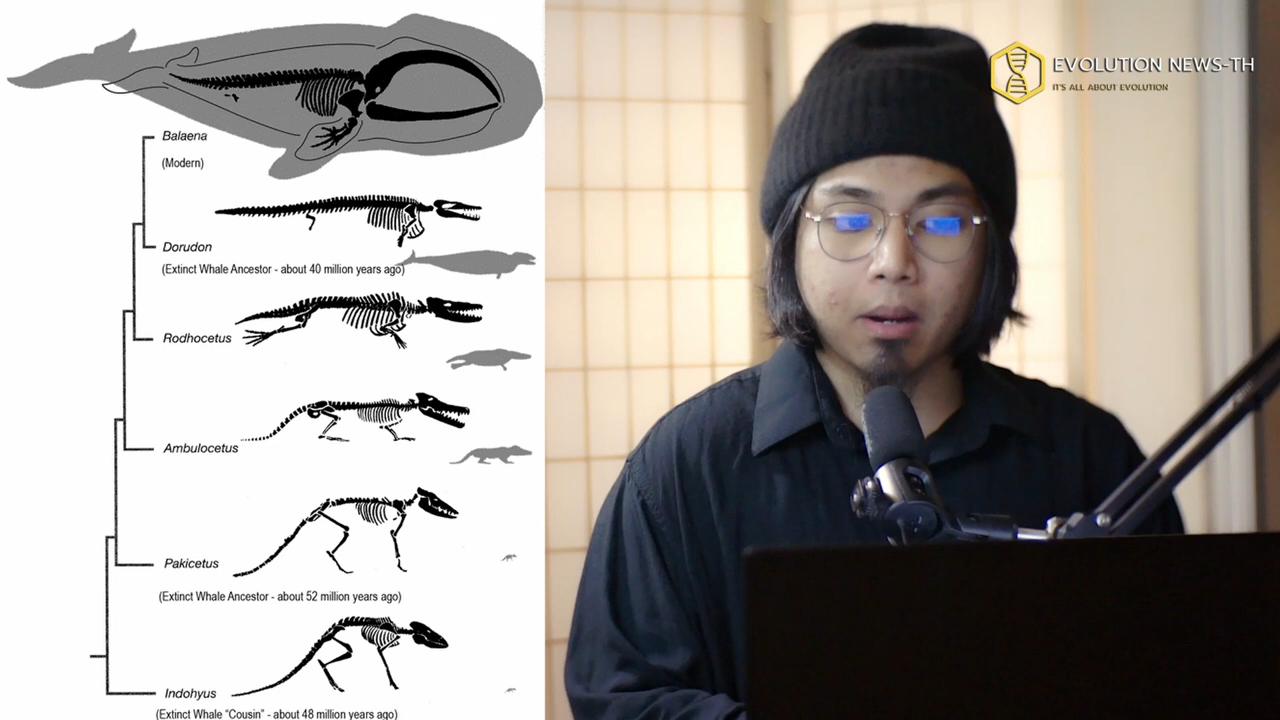 Balaena
(Modern)
Dorudon
(Extinct Whale Ancestor - about 40 million years ago)
Rodhocetus
Ambulocetus
Pakicetus
(Extinct Whale Ancestor - about 52 million years ago)
Indohyus
(Extinct Whale "Cousin" - about 48 million years ago)
EVOLUTION NEWS-TH
IT'S ALL ABOUT EVOLUTION